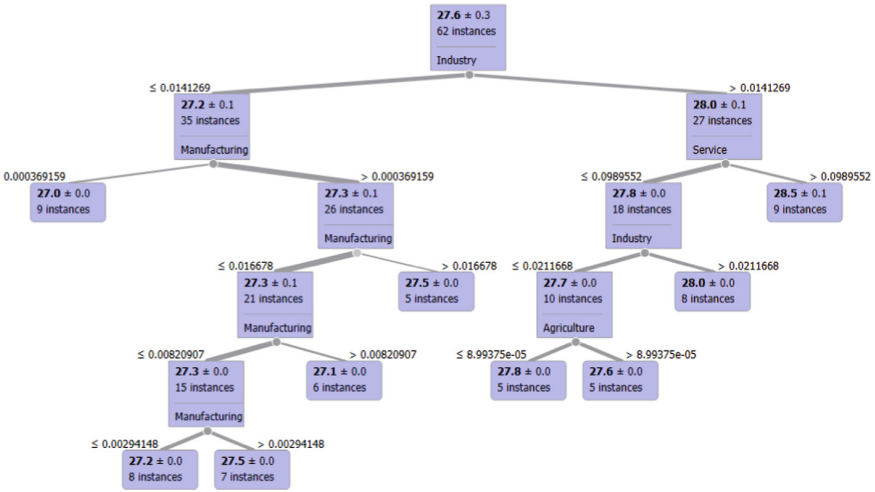 27.6 ± 0.3
62 instances
Industry
≤ 0.0141269
> 0.0141269
27.2 ± 0.1
35 instances
Manufacturing
28.0 ± 0.1
27 instances
Service
0.000369159
> 0.000369159
≤ 0.0989552
> 0.0989552
27.0 ± 0.0
9 instances
27.3 ± 0.1
26 instances
Manufacturing
27.8 ± 0.0
18 instances
Industry
28.5 ± 0.1
9 instances
≤ 0.016678
> 0.016678
≤ 0.0211668
> 0.0211668
27.3 ± 0.1
21 instances
Manufacturing
27.5 ± 0.0
5 instances
27.7 ± 0.0
10 instances
Agriculture
28.0 ± 0.0
8 instances
≤ 0.00820907
> 0.00820907
≤ 8.99375e-05
> 8.99375e-05
27.3 ± 0.0
15 instances
Manufacturing
27.1 ± 0.0
6 instances
27.8 ± 0.0
5 instances
27.6 ± 0.0
5 instances
≤ 0.00294148
> 0.00294148
27.2 ± 0.0
8 instances
27.5 ± 0.0
7 instances